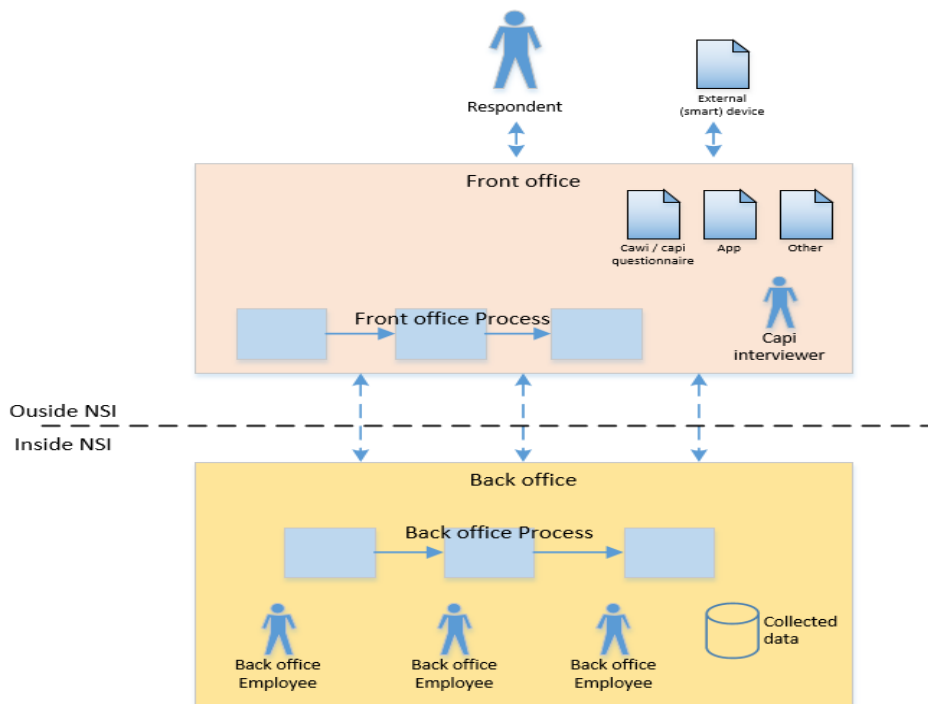 Respondent
External
(smart) device
Front office
Cawi / capi
questionnaire
App
Other
Front office Process
Capi
interviewer
Ouside NSI
Inside NSI
Back office
Back office Process
Collected
data
Back office
Employee
Back office
Employee
Back office
Employee